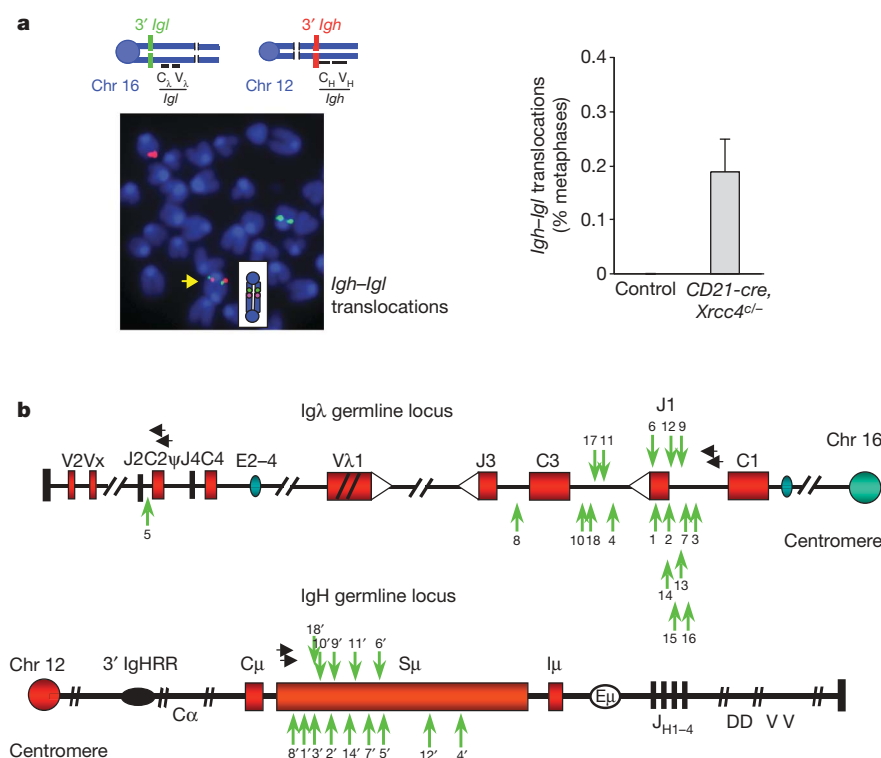 a
3′ Igl
3′ Igh
Chr 16
Cλ Vλ
Igl
Chr 12
CH VH
Igh
Igh–Igl
translocations
Igh–Igl translocations
(% metaphases)
0.4
0.3
0.2
0.1
0
Control
CD21-cre,
Xrcc4c/–
b
Igλ germline locus
J1
17 11 6 12 9
Chr 16
V2Vx J2C2ψJ4C4 E2–4 Vλ1 J3 C3 C1
5 8 10 18 4 1 2 7 3
Centromere
14 13
15 16
IgH germline locus
18′
10′ 9′ 11′ 6′
Chr 12 3′ IgHRR Cμ Sμ Iμ
Eμ
Cα JH1–4 DD V V
Centromere
8′ 1′ 3′ 2′ 14′ 7′ 5′ 12′ 4′